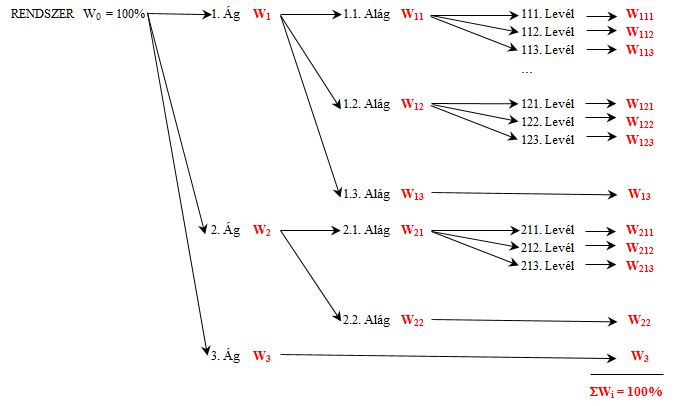 RENDSZER W₀ = 100% 1. Ág W₁ 1.1. Alág W₁₁ 111. Levél W₁₁₁
112. Levél W₁₁₂
113. Levél W₁₁₃
...
1.2. Alág W₁₂ 121. Levél W₁₂₁
122. Levél W₁₂₂
123. Levél W₁₂₃
1.3. Alág W₁₃ W₁₃
2. Ág W₂ 2.1. Alág W₂₁ 211. Levél W₂₁₁
212. Levél W₂₁₂
213. Levél W₂₁₃
2.2. Alág W₂₂ W₂₂
3. Ág W₃ W₃
ΣWᵢ = 100%